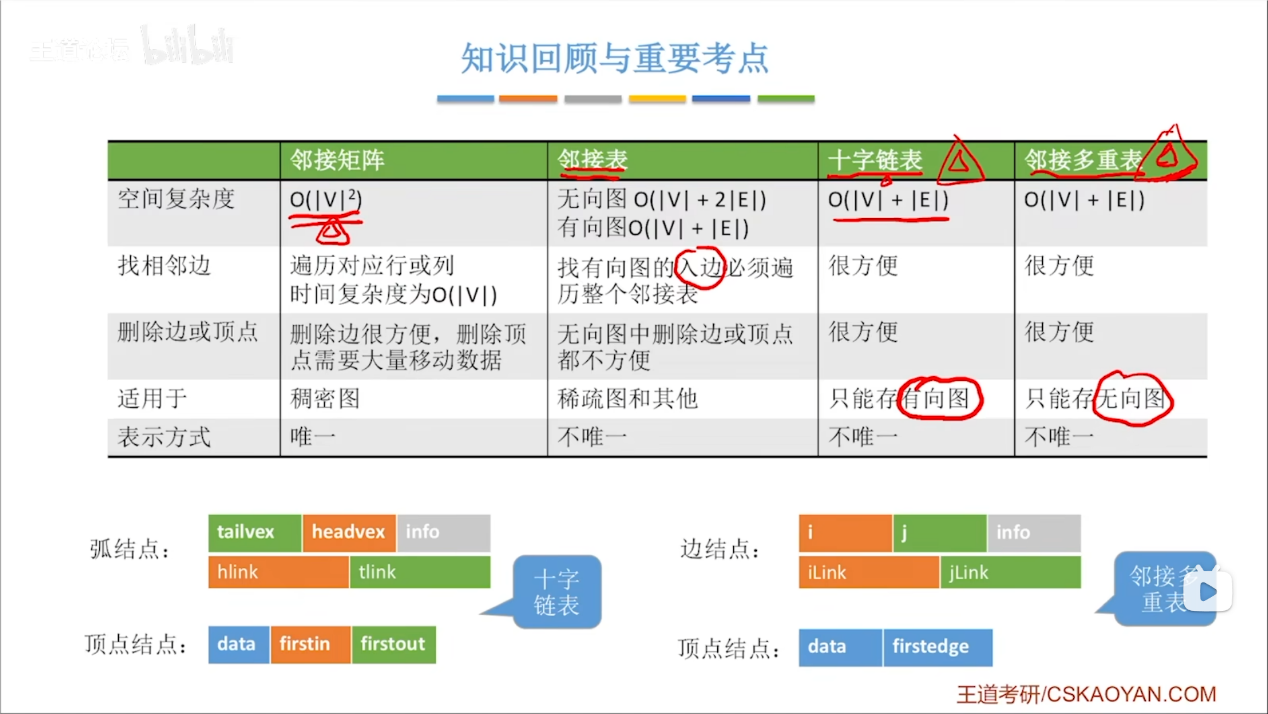 王道论坛 bilibili
知识回顾与重要考点
邻接矩阵 邻接表 十字链表 邻接多重表
空间复杂度 O(|V|²) 无向图 O(|V| + 2|E|) O(|V| + |E|) O(|V| + |E|)
有向图O(|V| + |E|)
找相邻边 遍历对应行或列 找有向图的入边必须遍 很方便 很方便
时间复杂度为O(|V|) 历整个邻接表
删除边或顶点 删除边很方便，删除顶 无向图中删除边或顶点 很方便 很方便
点需要大量移动数据 都不方便
适用于 稠密图 稀疏图和其他 只能存有向图 只能存无向图
表示方式 唯一 不唯一 不唯一 不唯一
弧结点： tailvex headvex info
hlink tlink
十字
链表
顶点结点： data firstin firstout
边结点： i j info
iLink jLink
邻接多
重表
顶点结点： data firstedge
王道考研/CSKAOYAN.COM